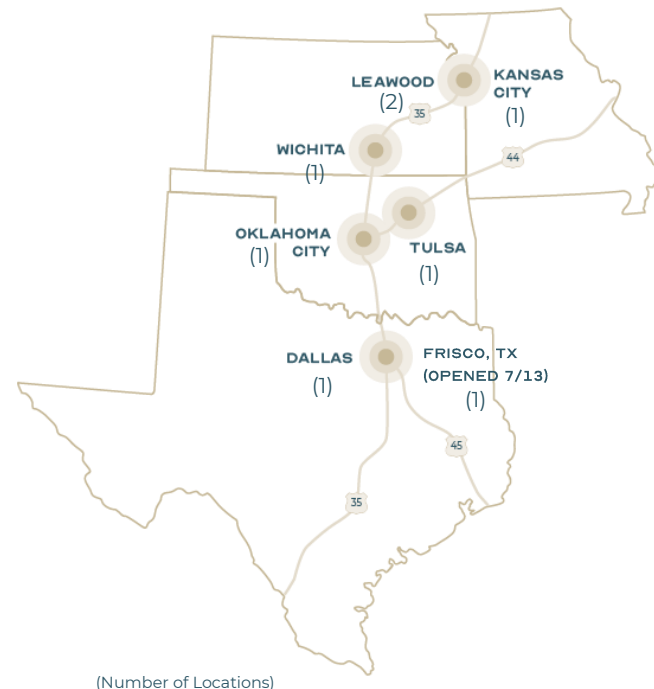 LEAWOOD
(2)
KANSAS
CITY
(1)
35
44
WICHITA
(1)
OKLAHOMA
CITY
(1)
TULSA
(1)
DALLAS
(1)
FRISCO, TX
(OPENED 7/13)
(1)
45
35
(Number of Locations)